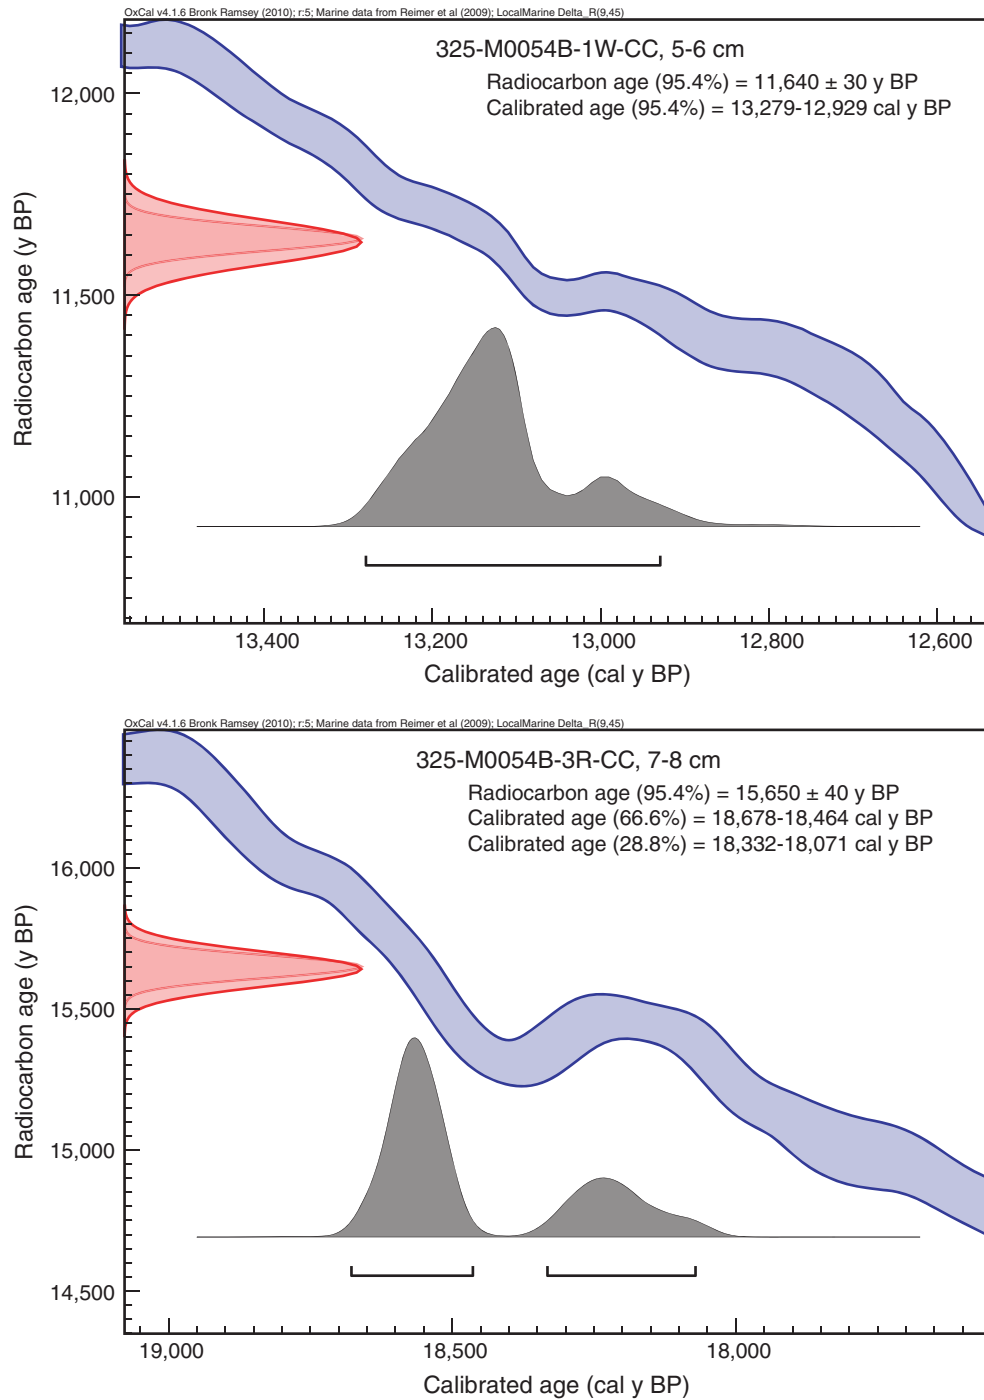 OxCal v4.1.6 Bronk Ramsey (2010); r:5; Marine data from Reimer et al (2009); LocalMarine Delta_R(9,45)
325-M0054B-1W-CC, 5-6 cm
Radiocarbon age (95.4%) = 11,640 ± 30 y BP
Calibrated age (95.4%) = 13,279-12,929 cal y BP
Radiocarbon age (y BP)
12,000
11,500
11,000
13,400 13,200 13,000 12,800 12,600
Calibrated age (cal y BP)
OxCal v4.1.6 Bronk Ramsey (2010); r:5; Marine data from Reimer et al (2009); LocalMarine Delta_R(9,45)
325-M0054B-3R-CC, 7-8 cm
Radiocarbon age (95.4%) = 15,650 ± 40 y BP
Calibrated age (66.6%) = 18,678-18,464 cal y BP
Calibrated age (28.8%) = 18,332-18,071 cal y BP
Radiocarbon age (y BP)
16,000
15,500
15,000
14,500
19,000 18,500 18,000
Calibrated age (cal y BP)